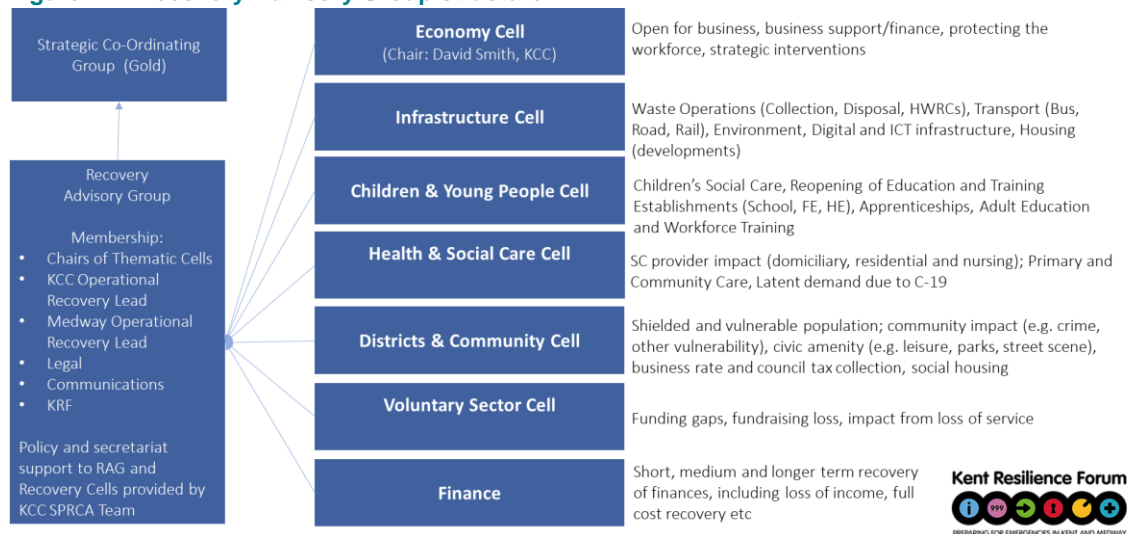 Strategic Co-Ordinating
Group (Gold)
Recovery
Advisory Group
Membership:
• Chairs of Thematic Cells
• KCC Operational
Recovery Lead
• Medway Operational
Recovery Lead
• Legal
• Communications
• KRF
Policy and secretariat
support to RAG and
Recovery Cells provided by
KCC SPRCA Team
Economy Cell
(Chair: David Smith, KCC)
Open for business, business support/finance, protecting the
workforce, strategic interventions
Infrastructure Cell
Waste Operations (Collection, Disposal, HWRCs), Transport (Bus,
Road, Rail), Environment, Digital and ICT infrastructure, Housing
(developments)
Children & Young People Cell
Children's Social Care, Reopening of Education and Training
Establishments (School, FE, HE), Apprenticeships, Adult Education
and Workforce Training
Health & Social Care Cell
SC provider impact (domiciliary, residential and nursing); Primary and
Community Care, Latent demand due to C-19
Districts & Community Cell
Shielded and vulnerable population; community impact (e.g. crime,
other vulnerability), civic amenity (e.g. leisure, parks, street scene),
business rate and council tax collection, social housing
Voluntary Sector Cell
Funding gaps, fundraising loss, impact from loss of service
Finance
Short, medium and longer term recovery
of finances, including loss of income, full
cost recovery etc
Kent Resilience Forum
999
PREPARING FOR EMERGENCIES IN KENT AND MEDWAY